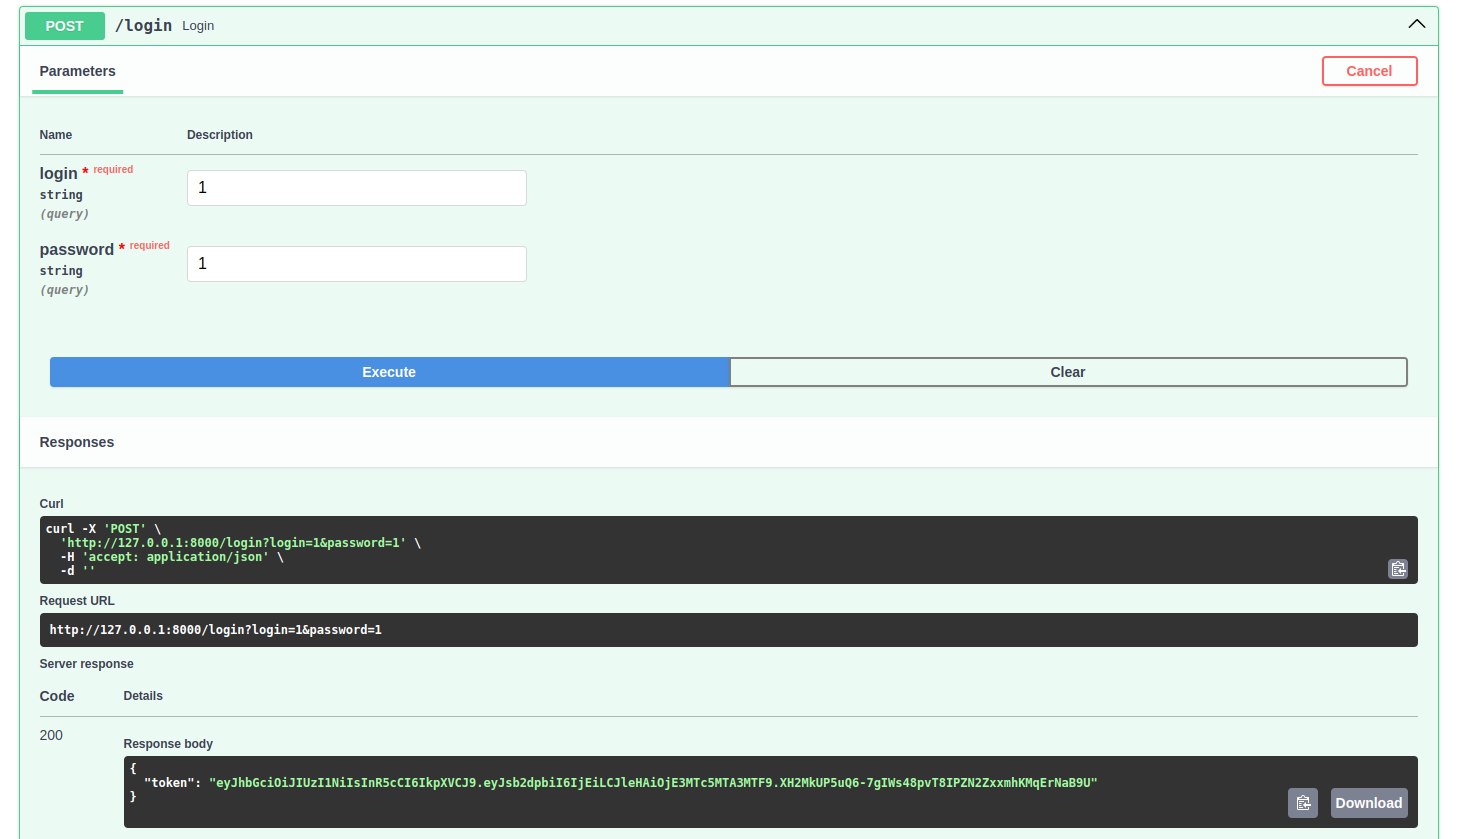 POST /login Login
Parameters Cancel
Name Description
login * required 1
string
(query)
password * required 1
string
(query)
Execute Clear
Responses
Curl
curl -X 'POST' \
  'http://127.0.0.1:8000/login?login=1&password=1' \
  -H 'accept: application/json' \
  -d ''
Request URL
http://127.0.0.1:8000/login?login=1&password=1
Server response
Code Details
200
Response body
{
  "token": "eyJhbGciOiJIUzI1NiIsInR5cCI6IkpXVCJ9.eyJsb2dpbiI6IjEiLCJleHAiOjE3MTc5MTA3MTF9.XH2MkUP5uQ6-7gIWs48pvT8IPZN2ZxxmhKMqErNaB9U"
}
Download